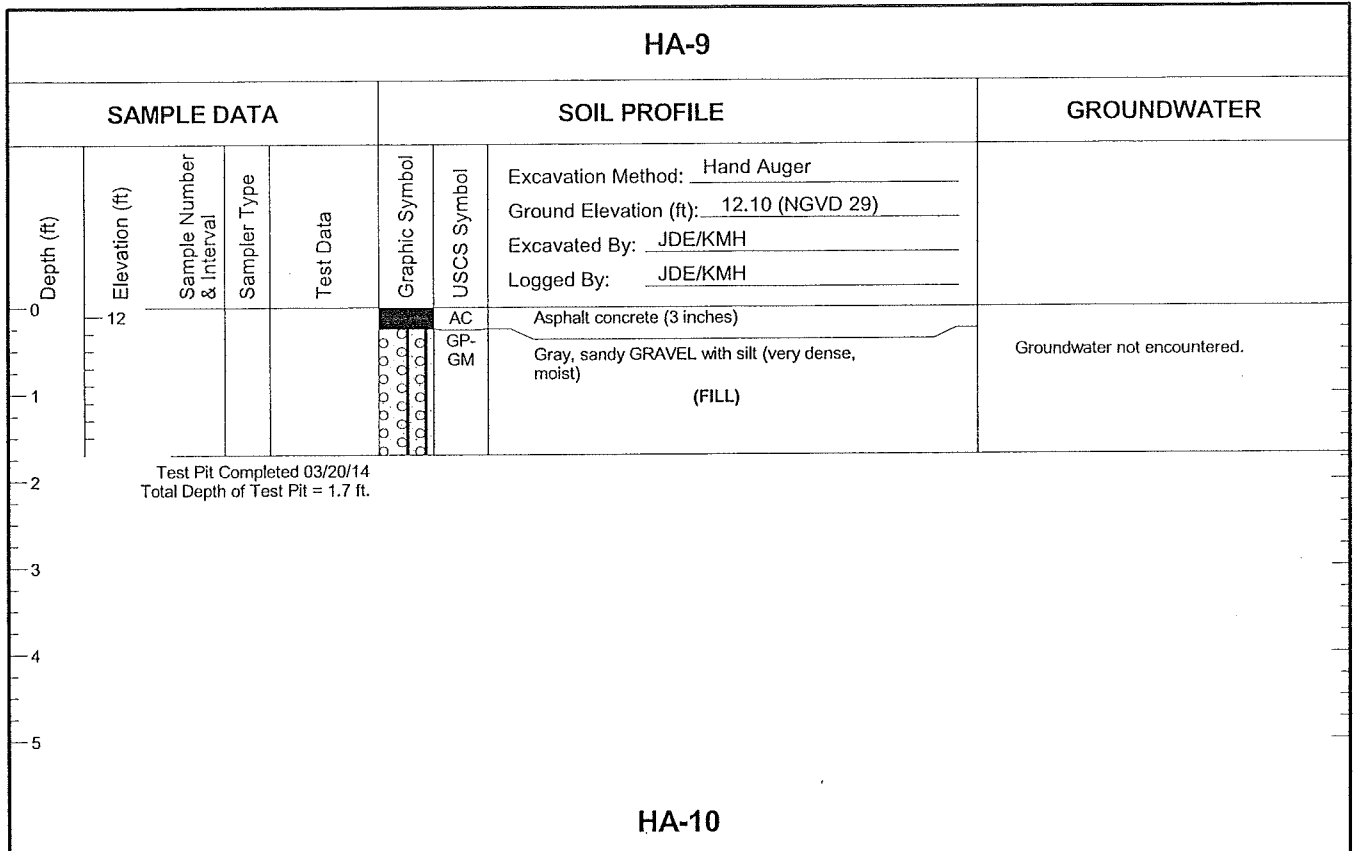 HA-9
SAMPLE DATA
SOIL PROFILE
GROUNDWATER
Depth (ft)
Elevation (ft)
Sample Number
& Interval
Sampler Type
Test Data
Graphic Symbol
USCS Symbol
Excavation Method: Hand Auger
Ground Elevation (ft): 12.10 (NGVD 29)
Excavated By: JDE/KMH
Logged By: JDE/KMH
0
12
AC
Asphalt concrete (3 inches)
GP-
GM
Gray, sandy GRAVEL with silt (very dense,
moist)
(FILL)
Groundwater not encountered.
1
Test Pit Completed 03/20/14
Total Depth of Test Pit = 1.7 ft.
2
3
4
5
HA-10